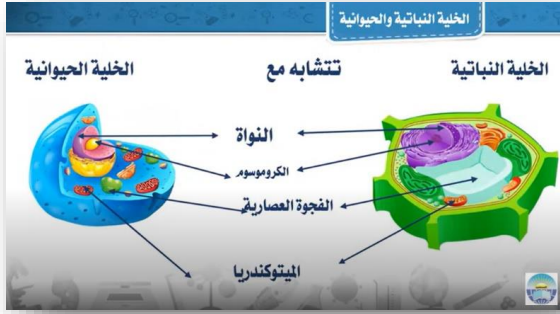 الخلية النباتية والحيوانية
الخلية النباتية تتشابه مع الخلية الحيوانية
النواة
الكروموسوم
الفجوة العصارية
الميتوكندريا